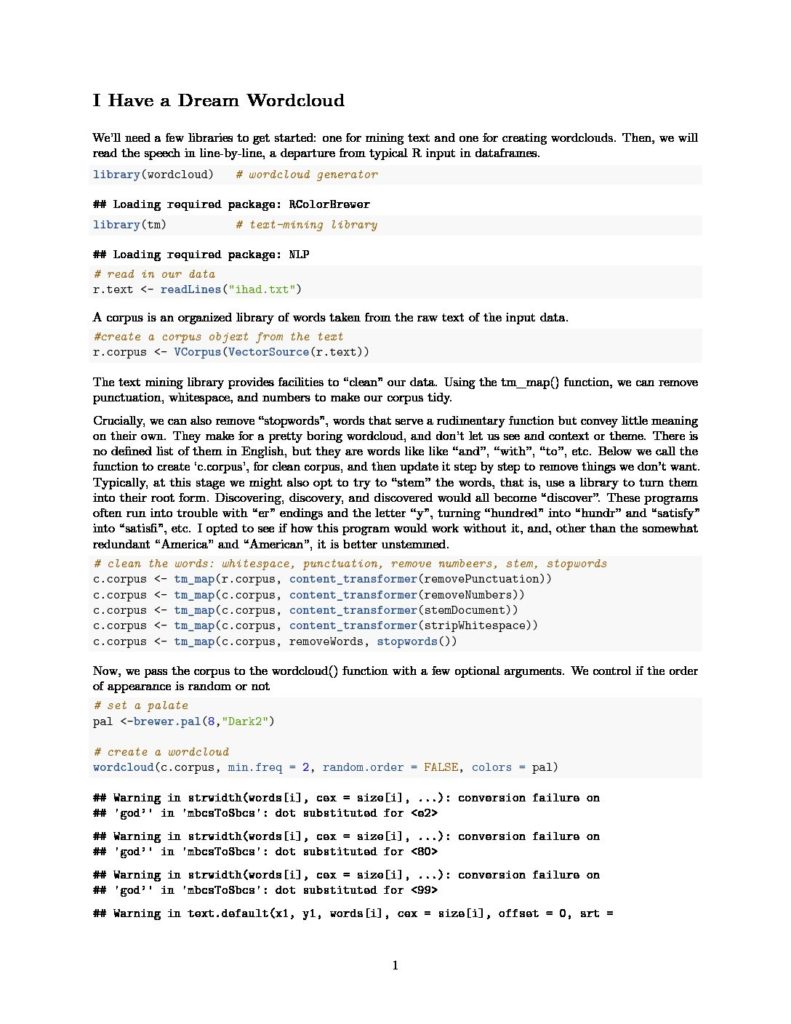 I Have a Dream Wordcloud
We’ll need a few libraries to get started: one for mining text and one for creating wordclouds. Then, we will
read the speech in line-by-line, a departure from typical R input in dataframes.
library(wordcloud) # wordcloud generator
## Loading required package: RColorBrewer
library(tm) # text-mining library
## Loading required package: NLP
# read in our data
r.text <- readLines("ihad.txt")
A corpus is an organized library of words taken from the raw text of the input data.
#create a corpus objext from the text
r.corpus <- VCorpus(VectorSource(r.text))
The text mining library provides facilities to “clean” our data. Using the tm_map() function, we can remove
punctuation, whitespace, and numbers to make our corpus tidy.
Crucially, we can also remove “stopwords”, words that serve a rudimentary function but convey little meaning
on their own. They make for a pretty boring wordcloud, and don’t let us see and context or theme. There is
no defined list of them in English, but they are words like like “and”, “with”, “to”, etc. Below we call the
function to create ‘c.corpus’, for clean corpus, and then update it step by step to remove things we don’t want.
Typically, at this stage we might also opt to try to “stem” the words, that is, use a library to turn them
into their root form. Discovering, discovery, and discovered would all become “discover”. These programs
often run into trouble with “er” endings and the letter “y”, turning “hundred” into “hundr” and “satisfy”
into “satisfi”, etc. I opted to see if how this program would work without it, and, other than the somewhat
redundant “America” and “American”, it is better unstemmed.
# clean the words: whitespace, punctuation, remove numbeers, stem, stopwords
c.corpus <- tm_map(r.corpus, content_transformer(removePunctuation))
c.corpus <- tm_map(c.corpus, content_transformer(removeNumbers))
c.corpus <- tm_map(c.corpus, content_transformer(stemDocument))
c.corpus <- tm_map(c.corpus, content_transformer(stripWhitespace))
c.corpus <- tm_map(c.corpus, removeWords, stopwords())
Now, we pass the corpus to the wordcloud() function with a few optional arguments. We control if the order
of appearance is random or not
# set a palate
pal <-brewer.pal(8,"Dark2")
# create a wordcloud
wordcloud(c.corpus, min.freq = 2, random.order = FALSE, colors = pal)
## Warning in strwidth(words[i], cex = size[i], ...): conversion failure on
## 'god’' in 'mbcsToSbcs': dot substituted for <e2>
## Warning in strwidth(words[i], cex = size[i], ...): conversion failure on
## 'god’' in 'mbcsToSbcs': dot substituted for <80>
## Warning in strwidth(words[i], cex = size[i], ...): conversion failure on
## 'god’' in 'mbcsToSbcs': dot substituted for <99>
## Warning in text.default(x1, y1, words[i], cex = size[i], offset = 0, srt =
1